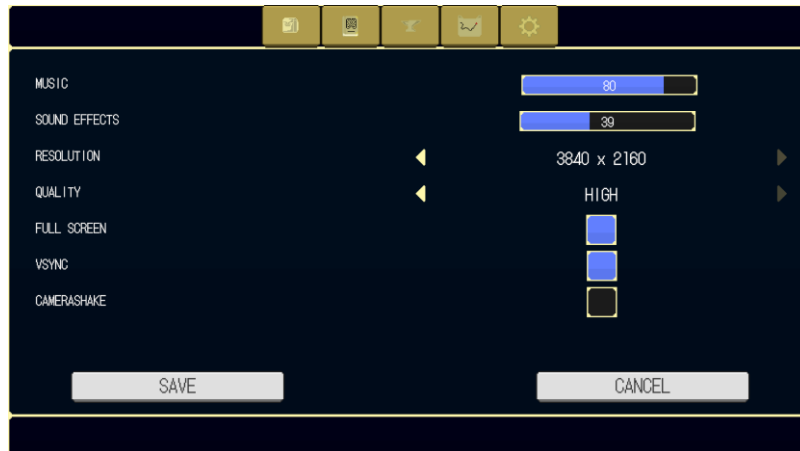 MUSIC 80
SOUND EFFECTS 39
RESOLUTION 3840 x 2160
QUALITY HIGH
FULL SCREEN
VSYNC
CAMERASHAKE
SAVE CANCEL